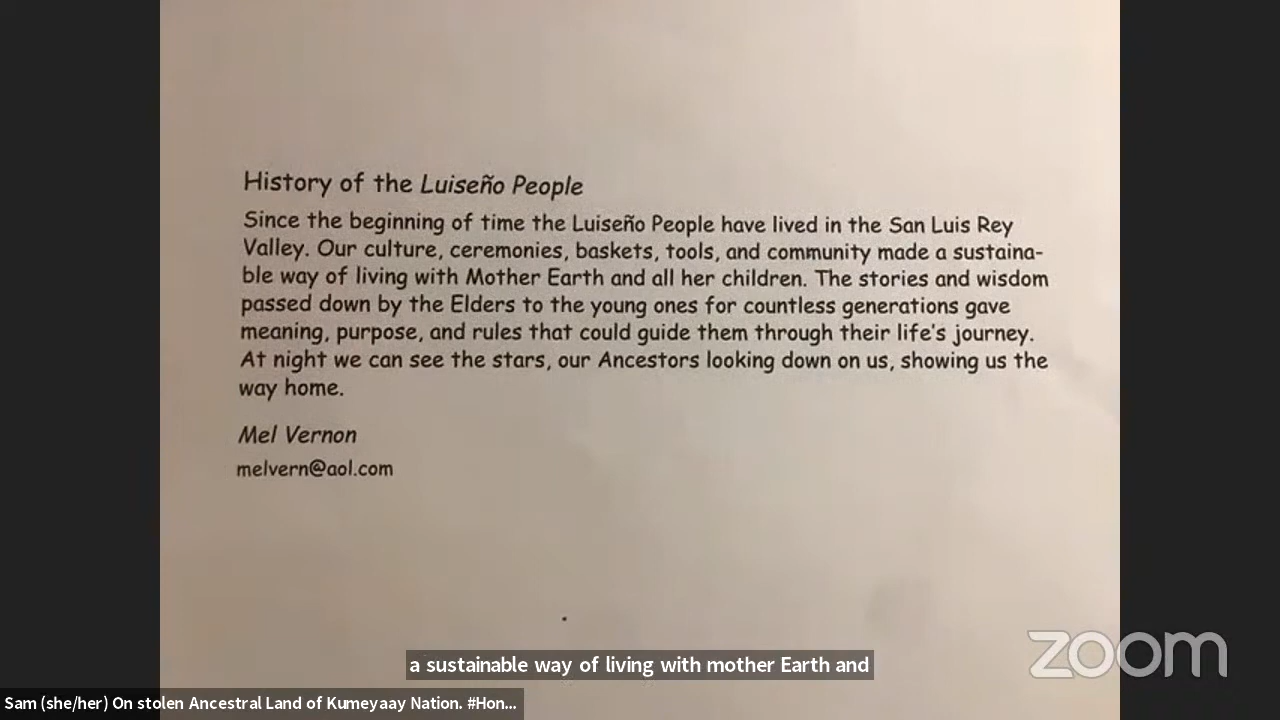 History of the Luiseño People
Since the beginning of time the Luiseño People have lived in the San Luis Rey
Valley. Our culture, ceremonies, baskets, tools, and community made a sustaina-
ble way of living with Mother Earth and all her children. The stories and wisdom
passed down by the Elders to the young ones for countless generations gave
meaning, purpose, and rules that could guide them through their life's journey.
At night we can see the stars, our Ancestors looking down on us, showing us the
way home.
Mel Vernon
melvern@aol.com
a sustainable way of living with mother Earth and
zoom
Sam (she/her) On stolen Ancestral Land of Kumeyaay Nation. #Hon...